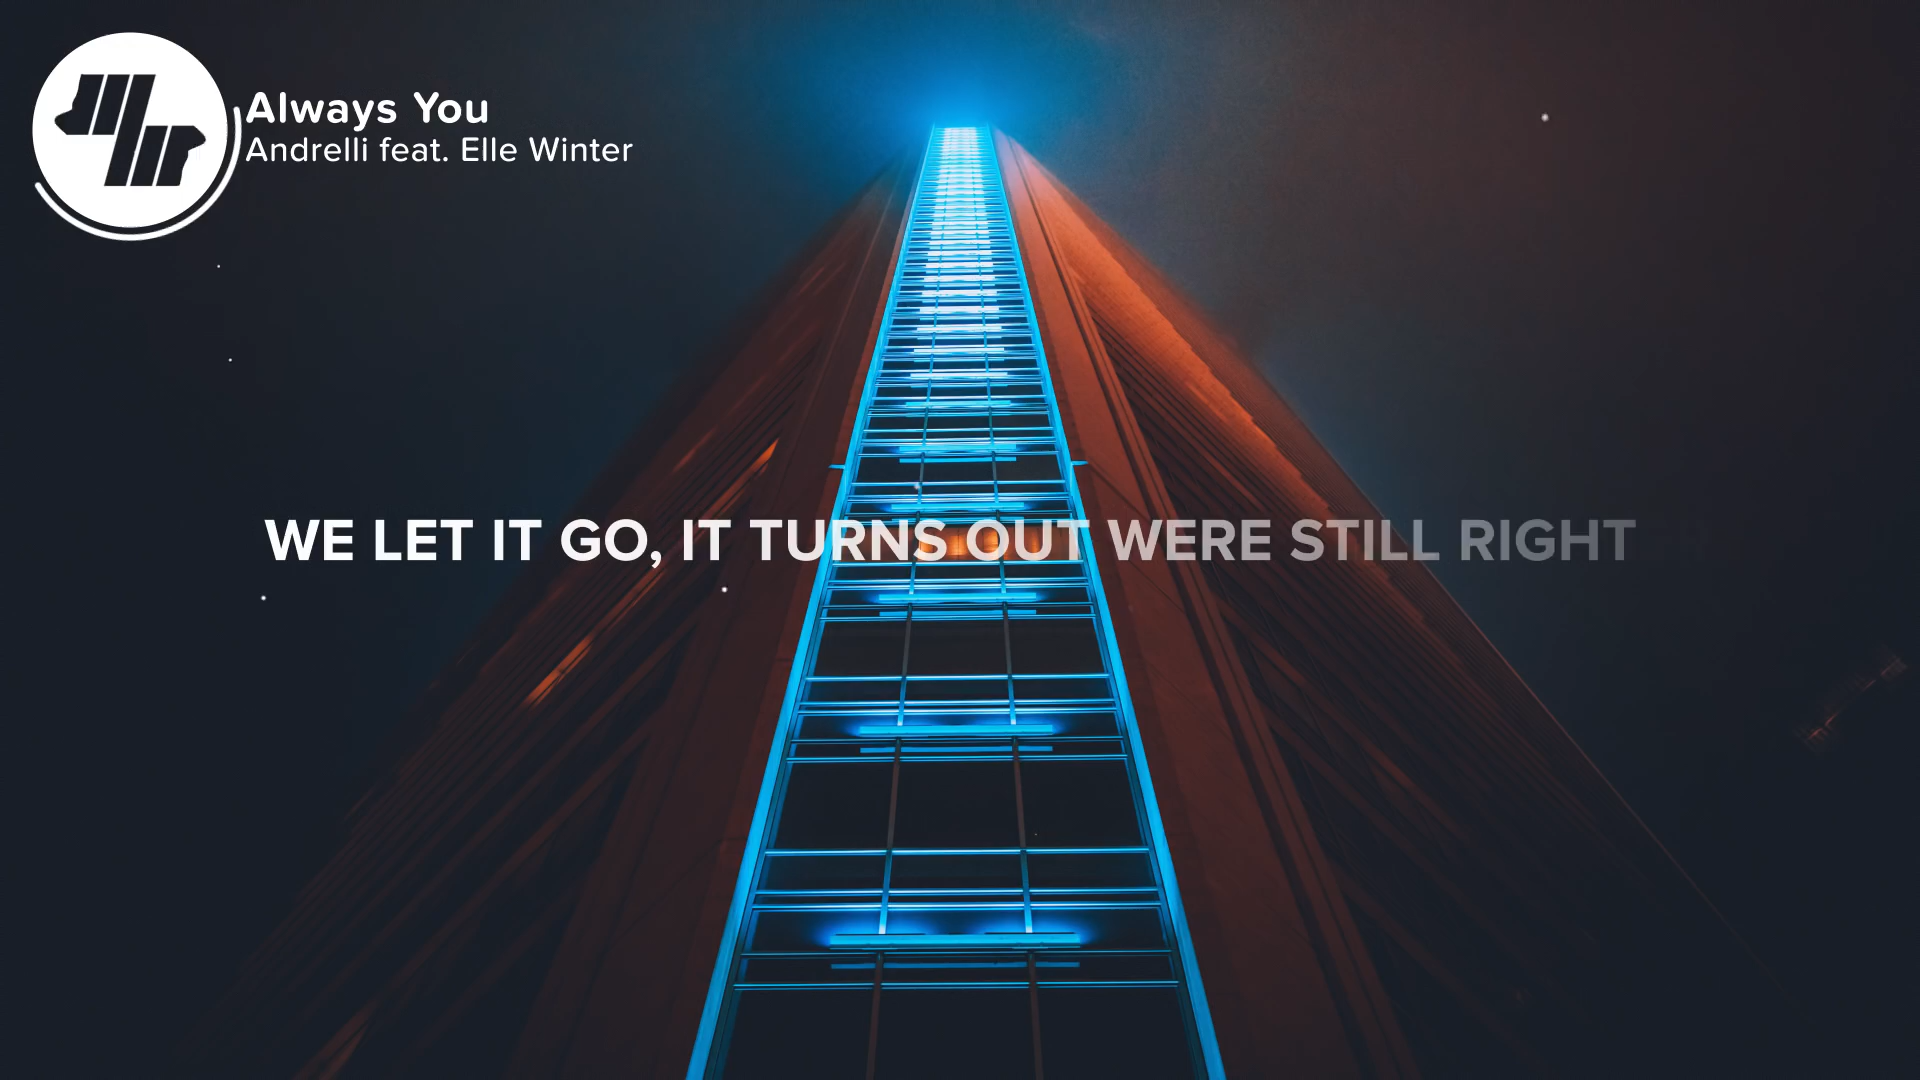 Always You
Andrelli feat. Elle Winter
WE LET IT GO, IT TURNS OUT WERE STILL RIGHT